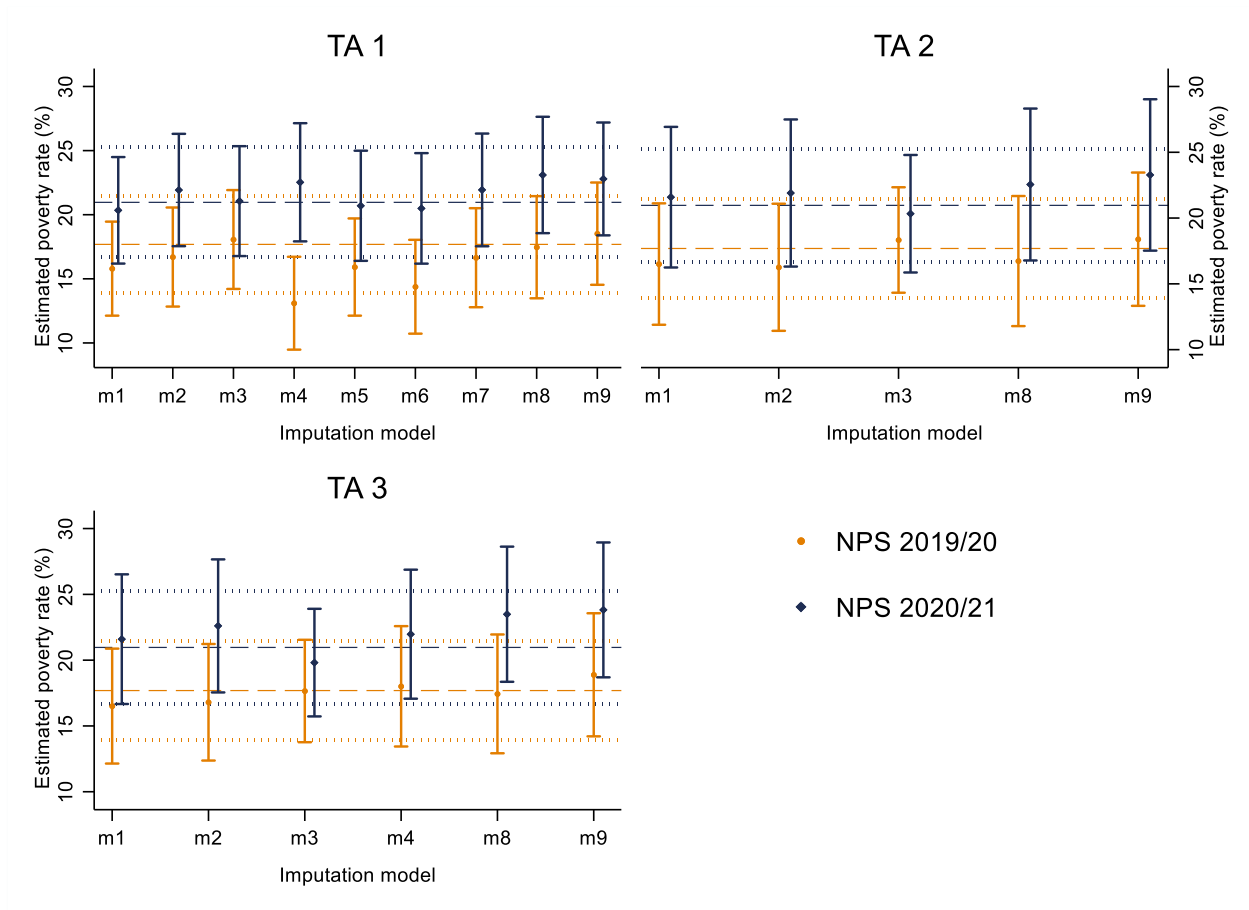 TA 1
Estimated poverty rate (%)
30
25
20
15
10
m1 m2 m3 m4 m5 m6 m7 m8 m9
Imputation model
TA 2
Estimated poverty rate (%)
30
25
20
15
10
m1 m2 m3 m8 m9
Imputation model
TA 3
Estimated poverty rate (%)
30
25
20
15
10
m1 m2 m3 m4 m8 m9
Imputation model
NPS 2019/20
NPS 2020/21